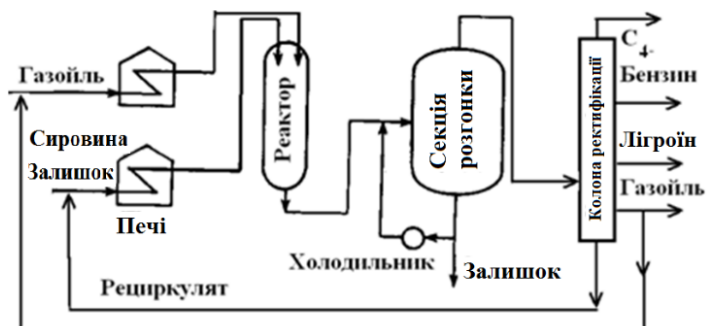 Газойль
Сировина
Залишок
Печі
Рециркулят
Реактор
Холодильник
Секція
розгонки
Залишок
Колона ректифікації
C4-
Бензин
Лігроїн
Газойль